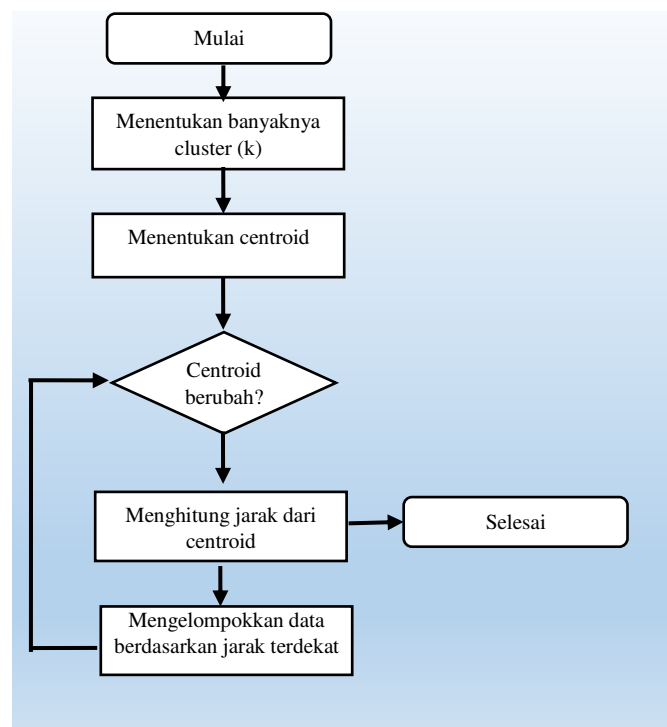 Mulai
Menentukan banyaknya
cluster (k)
Menentukan centroid
Centroid
berubah?
Menghitung jarak dari
centroid
Selesai
Mengelompokkan data
berdasarkan jarak terdekat